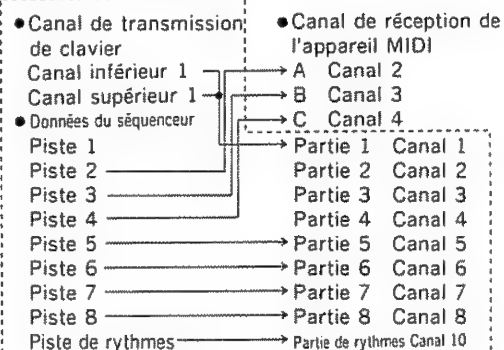 ●Canal de transmission
de clavier
Canal inférieur 1
Canal supérieur 1
●Données du séquenceur
Piste 1
Piste 2
Piste 3
Piste 4
Piste 5
Piste 6
Piste 7
Piste 8
Piste de rythmes
●Canal de réception de
l'appareil MIDI
A Canal 2
B Canal 3
C Canal 4
Partie 1 Canal 1
Partie 2 Canal 2
Partie 3 Canal 3
Partie 4 Canal 4
Partie 5 Canal 5
Partie 6 Canal 6
Partie 7 Canal 7
Partie 8 Canal 8
Partie de rythmes Canal 10